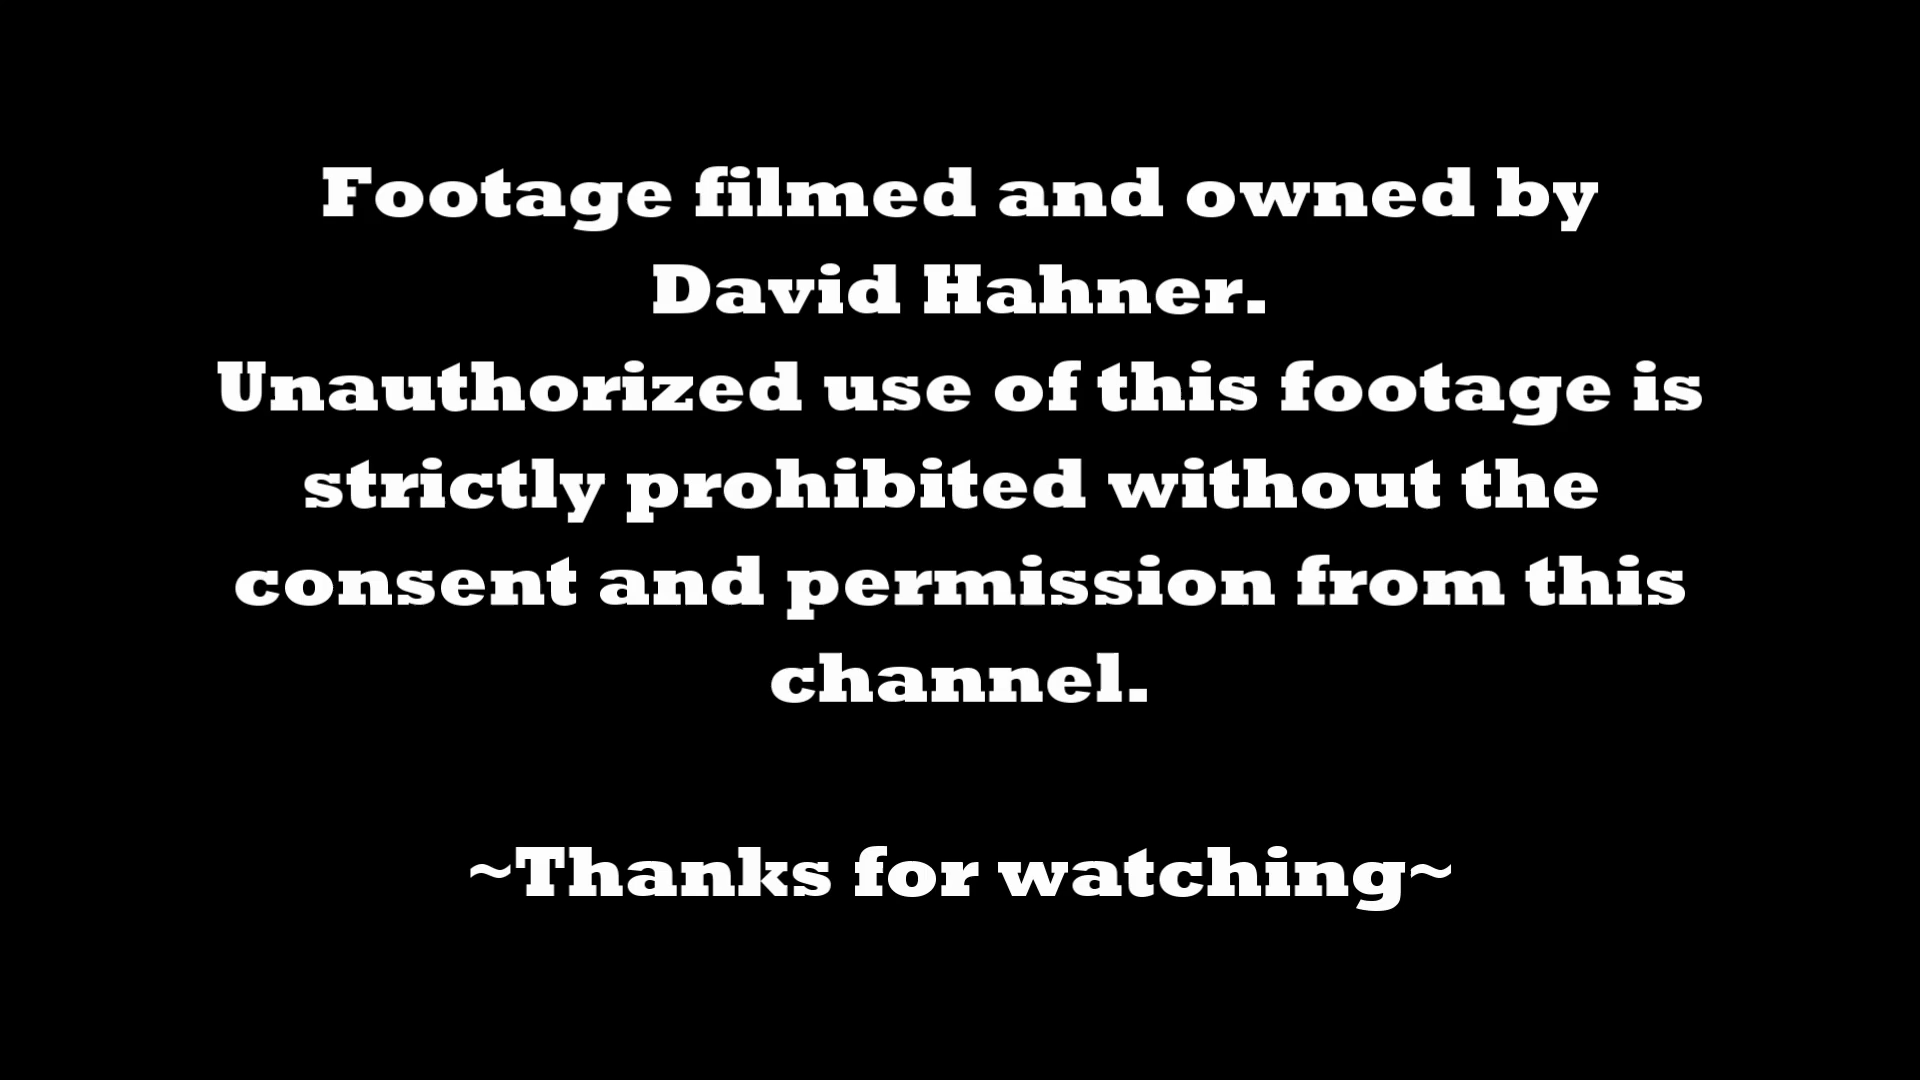 Footage filmed and owned by
David Hahner.
Unauthorized use of this footage is
strictly prohibited without the
consent and permission from this
channel.
~Thanks for watching~